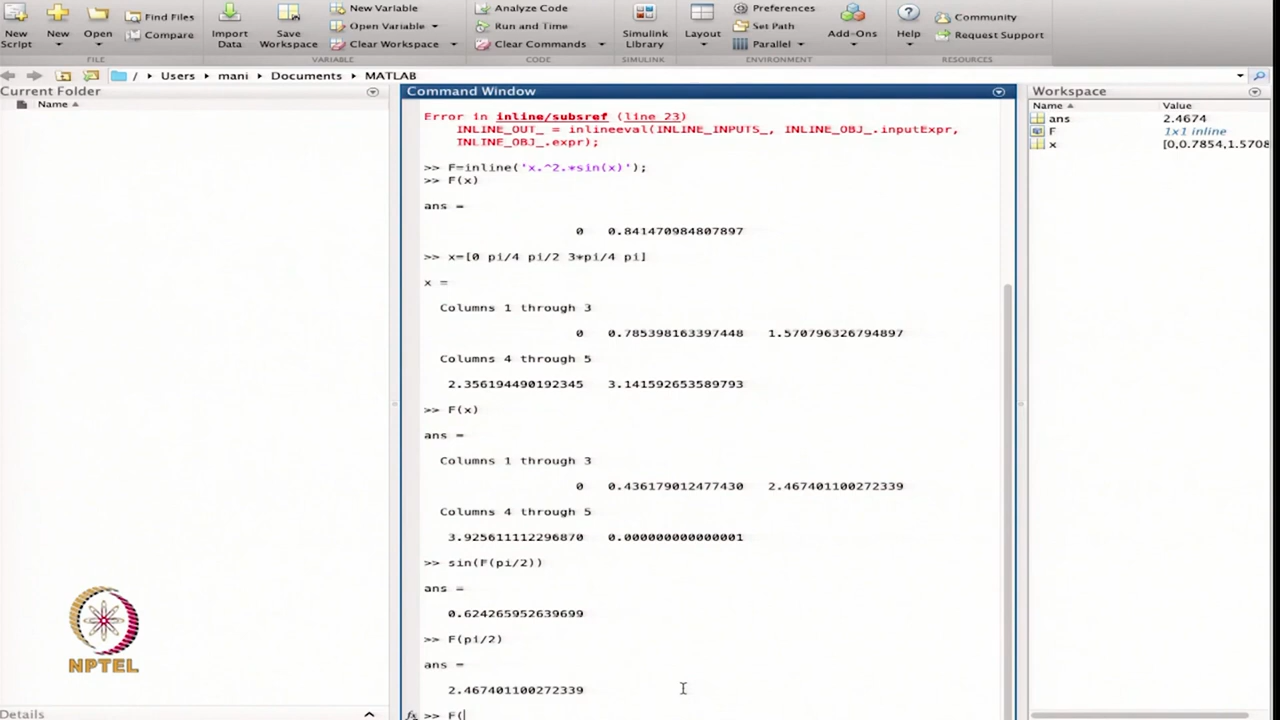 New Script
New
Open
Find Files
Compare
FILE
Import Data
Save Workspace
New Variable
Open Variable
Clear Workspace
VARIABLE
Analyze Code
Run and Time
Clear Commands
CODE
Simulink Library
SIMULINK
Layout
Preferences
Set Path
Parallel
ENVIRONMENT
Add-Ons
Help
Community
Request Support
RESOURCES
/ Users mani Documents MATLAB
Current Folder
Name
Command Window
Error in inline/subsref (line 23)
INLINE_OUT_ = inlineeval(INLINE_INPUTS_, INLINE_OBJ_.inputExpr,
INLINE_OBJ_.expr);
>> F=inline('x.^2.*sin(x)');
>> F(x)
ans =
0 0.841470984807897
>> x=[0 pi/4 pi/2 3*pi/4 pi]
x =
Columns 1 through 3
0 0.785398163397448 1.570796326794897
Columns 4 through 5
2.356194490192345 3.141592653589793
>> F(x)
ans =
Columns 1 through 3
0 0.436179012477430 2.467401100272339
Columns 4 through 5
3.925611112296870 0.000000000000001
>> sin(F(pi/2))
ans =
0.624265952639699
>> F(pi/2)
ans =
2.467401100272339
fx >> F(
Workspace
Name Value
ans 2.4674
F 1x1 inline
x [0,0.7854,1.5708
NPTEL
Details